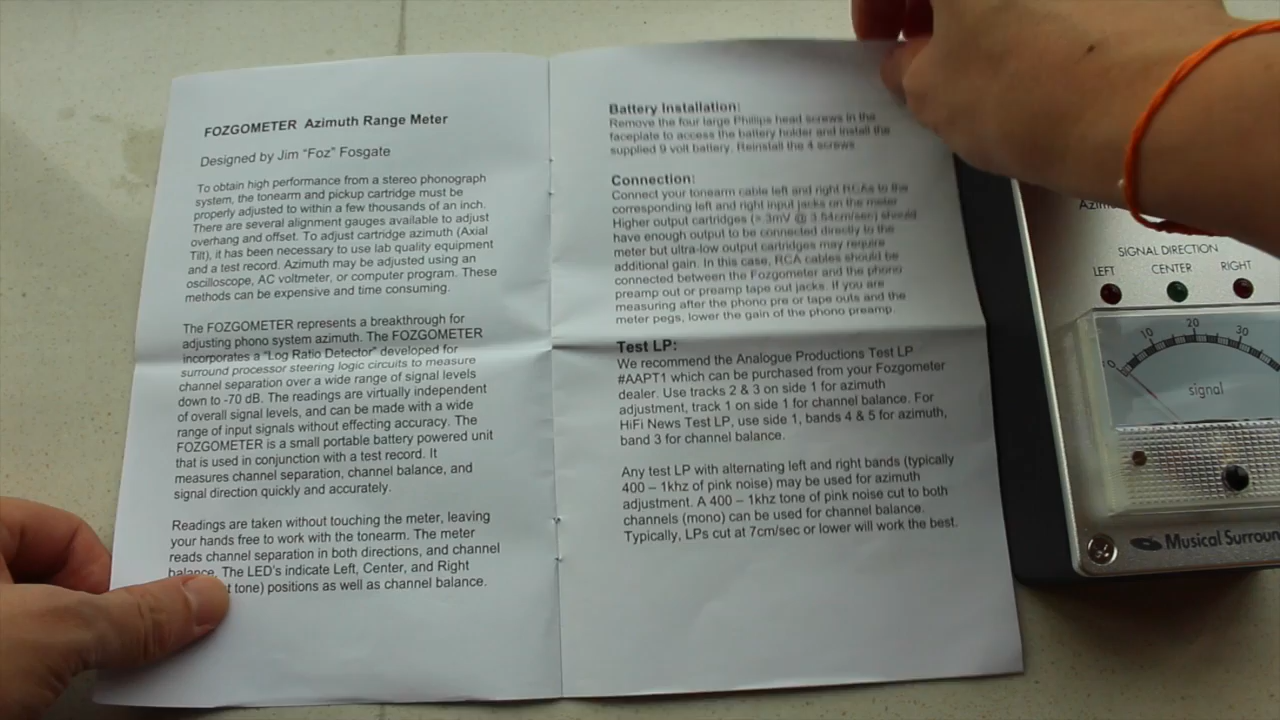 FOZGOMETER Azimuth Range Meter
Designed by Jim "Foz" Fosgate
To obtain high performance from a stereo phonograph
system, the tonearm and pickup cartridge must be
properly adjusted to within a few thousands of an inch.
There are several alignment gauges available to adjust
overhang and offset. To adjust cartridge azimuth (Axial
Tilt), it has been necessary to use lab quality equipment
and a test record. Azimuth may be adjusted using an
oscilloscope, AC voltmeter, or computer program. These
methods can be expensive and time consuming.
The FOZGOMETER represents a breakthrough for
adjusting phono system azimuth. The FOZGOMETER
incorporates a "Log Ratio Detector" developed for
surround processor steering logic circuits to measure
channel separation over a wide range of signal levels
down to -70 dB. The readings are virtually independent
of overall signal levels, and can be made with a wide
range of input signals without effecting accuracy. The
FOZGOMETER is a small portable battery powered unit
that is used in conjunction with a test record. It
measures channel separation, channel balance, and
signal direction quickly and accurately.
Readings are taken without touching the meter, leaving
your hands free to work with the tonearm. The meter
reads channel separation in both directions, and channel
balance. The LED's indicate Left, Center, and Right
t tone) positions as well as channel balance.
Battery Installation:
Remove the four large Phillips head screws in the
faceplate to access the battery holder and install the
supplied 9 volt battery. Reinstall the 4 screws
Connection:
Connect your tonearm cable left and right RCAs to the
corresponding left and right input jacks on the meter
Higher output cartridges (>.3mV @ 3.54cm/sec) should
have enough output to be connected directly to the
meter but ultra-low output cartridges may require
additional gain. In this case, RCA cables should be
connected between the Fozgometer and the phono
preamp out or preamp tape out jacks. If you are
measuring after the phono pre or tape outs and the
meter pegs, lower the gain of the phono preamp.
Test LP:
We recommend the Analogue Productions Test LP
#AAPT1 which can be purchased from your Fozgometer
dealer. Use tracks 2 & 3 on side 1 for azimuth
adjustment, track 1 on side 1 for channel balance. For
HiFi News Test LP, use side 1, bands 4 & 5 for azimuth,
band 3 for channel balance.
Any test LP with alternating left and right bands (typically
400 – 1khz of pink noise) may be used for azimuth
adjustment. A 400 – 1khz tone of pink noise cut to both
channels (mono) can be used for channel balance.
Typically, LPs cut at 7cm/sec or lower will work the best.
Azim
SIGNAL DIRECTION
LEFT CENTER RIGHT
0 10 20 30
signal
Musical Surroun